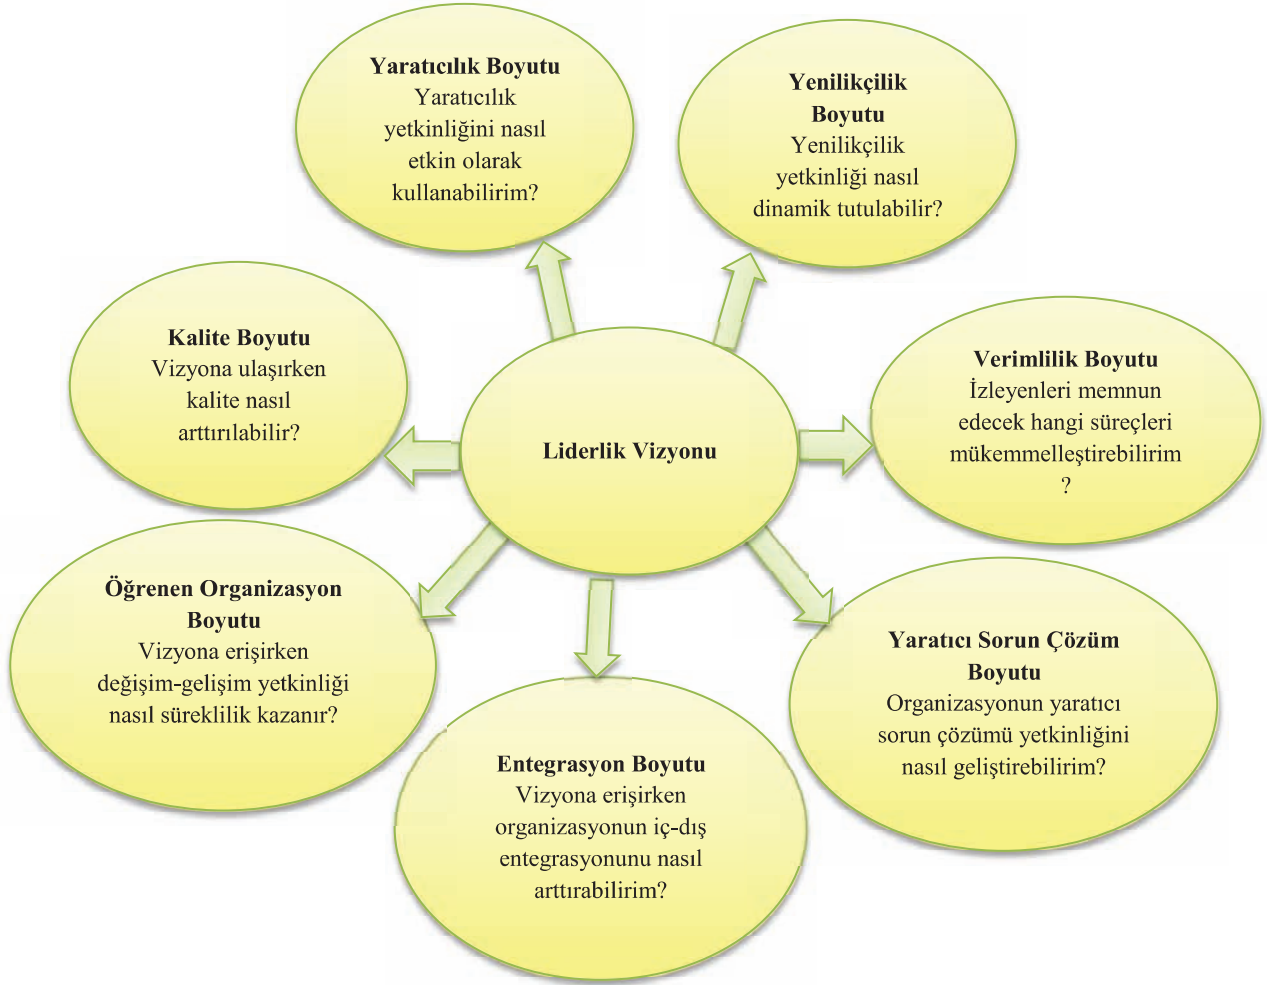 Yaratıcılık Boyutu
Yaratıcılık
yetkinliğini nasıl
etkin olarak
kullanabilirim?
Yenilikçilik
Boyutu
Yenilikçilik
yetkinliği nasıl
dinamik tutulabilir?
Kalite Boyutu
Vizyona ulaşırken
kalite nasıl
arttırılabilir?
Liderlik Vizyonu
Verimlilik Boyutu
İzleyenleri memnun
edecek hangi süreçleri
mükemmelleştirebilirim
?
Öğrenen Organizasyon
Boyutu
Vizyona erişirken
değişim-gelişim yetkinliği
nasıl süreklilik kazanır?
Yaratıcı Sorun Çözüm
Boyutu
Organizasyonun yaratıcı
sorun çözümü yetkinliğini
nasıl geliştirebilirim?
Entegrasyon Boyutu
Vizyona erişirken
organizasyonun iç-dış
entegrasyonunu nasıl
arttırabilirim?